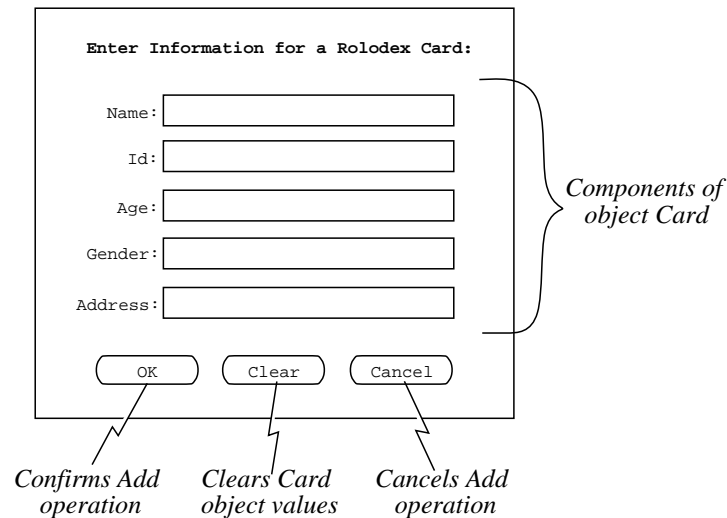 Enter Information for a Rolodex Card:
Name:
Id:
Age:
Gender:
Address:
Components of
object Card
OK
Clear
Cancel
Confirms Add
operation
Clears Card
object values
Cancels Add
operation